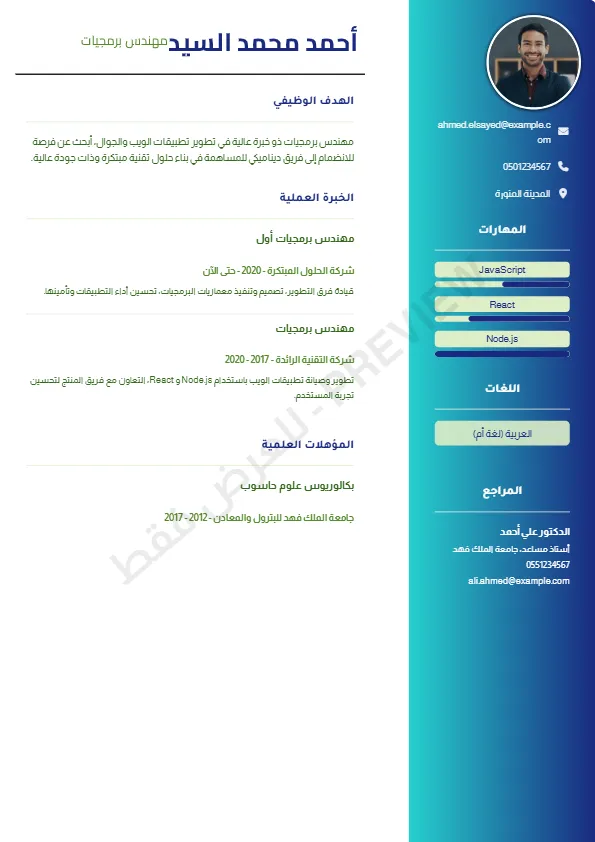 أحمد محمد السيد
مهندس برمجيات
ahmed.elsayed@example.c
om
0501234567
المدينة المنورة
المهارات
JavaScript
React
Node.js
اللغات
العربية (لغة أم)
المراجع
الدكتور علي أحمد
أستاذ مساعد، جامعة الملك فهد
0551234567
ali.ahmed@example.com
الهدف الوظيفي
مهندس برمجيات ذو خبرة عالية في تطوير تطبيقات الويب والجوال، أبحث عن فرصة
للانضمام إلى فريق ديناميكي للمساهمة في بناء حلول تقنية مبتكرة وذات جودة عالية.
الخبرة العملية
مهندس برمجيات أول
شركة الحلول المبتكرة - 2020 - حتى الآن
قيادة فرق التطوير، تصميم وتنفيذ معماريات البرمجيات، تحسين أداء التطبيقات وتأمينها.
مهندس برمجيات
شركة التقنية الرائدة - 2017 - 2020
تطوير وصيانة تطبيقات الويب باستخدام Node.js و React، التعاون مع فريق المنتج لتحسين
تجربة المستخدم.
المؤهلات العلمية
بكالوريوس علوم حاسوب
جامعة الملك فهد للبترول والمعادن - 2012 - 2017
للعرض فقط - PREVIEW